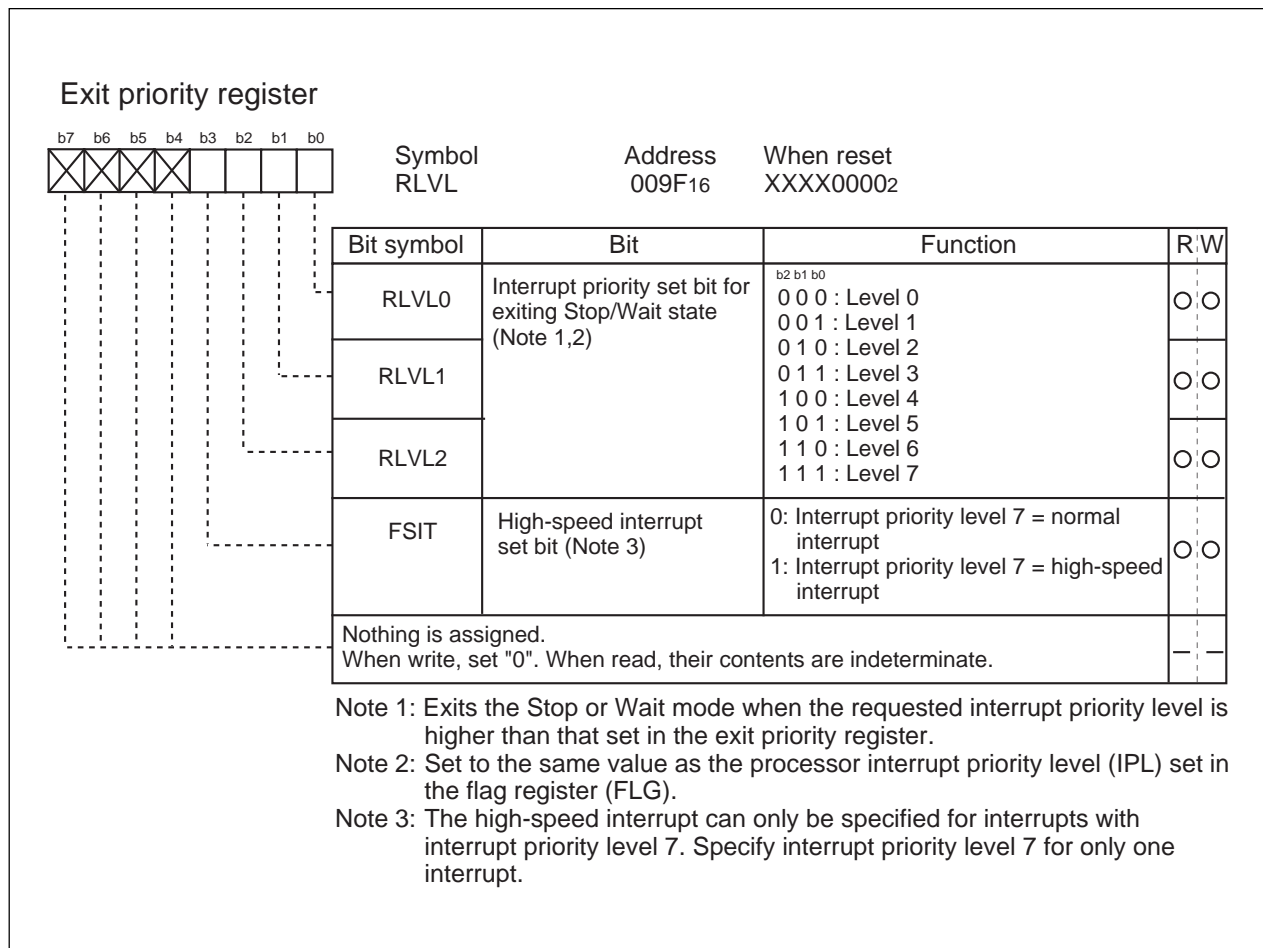 Exit priority register
b7 b6 b5 b4 b3 b2 b1 b0
Symbol Address When reset
RLVL 009F16 XXXX00002
Bit symbol Bit Function R W
RLVL0 Interrupt priority set bit for
exiting Stop/Wait state
(Note 1,2)
b2 b1 b0
0 0 0 : Level 0
0 0 1 : Level 1
0 1 0 : Level 2
0 1 1 : Level 3
1 0 0 : Level 4
1 0 1 : Level 5
1 1 0 : Level 6
1 1 1 : Level 7
RLVL1
RLVL2
FSIT High-speed interrupt
set bit (Note 3)
0: Interrupt priority level 7 = normal
interrupt
1: Interrupt priority level 7 = high-speed
interrupt
Nothing is assigned.
When write, set "0". When read, their contents are indeterminate.
Note 1: Exits the Stop or Wait mode when the requested interrupt priority level is
higher than that set in the exit priority register.
Note 2: Set to the same value as the processor interrupt priority level (IPL) set in
the flag register (FLG).
Note 3: The high-speed interrupt can only be specified for interrupts with
interrupt priority level 7. Specify interrupt priority level 7 for only one
interrupt.